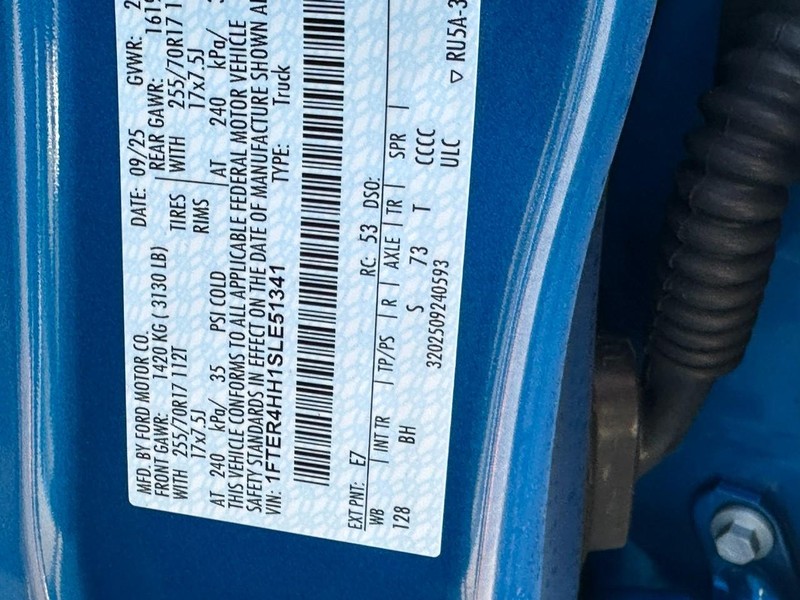 MFD. BY FORD MOTOR CO.
DATE: 09/25 GVWR:
FRONT GAWR: 1420 KG ( 3130 LB) REAR GAWR:
WITH 255/70R17 112T TIRES WITH 255/70R17
17x7.5J RIMS 17x7.5J
AT 240 kPa/ 35 PSI COLD AT 240 kPa/
THIS VEHICLE CONFORMS TO ALL APPLICABLE FEDERAL MOTOR VEHICLE
SAFETY STANDARDS IN EFFECT ON THE DATE OF MANUFACTURE SHOWN
VIN: 1FTER4HH1SLE51341 TYPE: Truck
EXT PNT: E7 RC: 53 DSO:
WB INT TR TP/PS R AXLE TR SPR
128 BH S 73 T CCCC
3202509240593 ULC
▽ RU5A-3